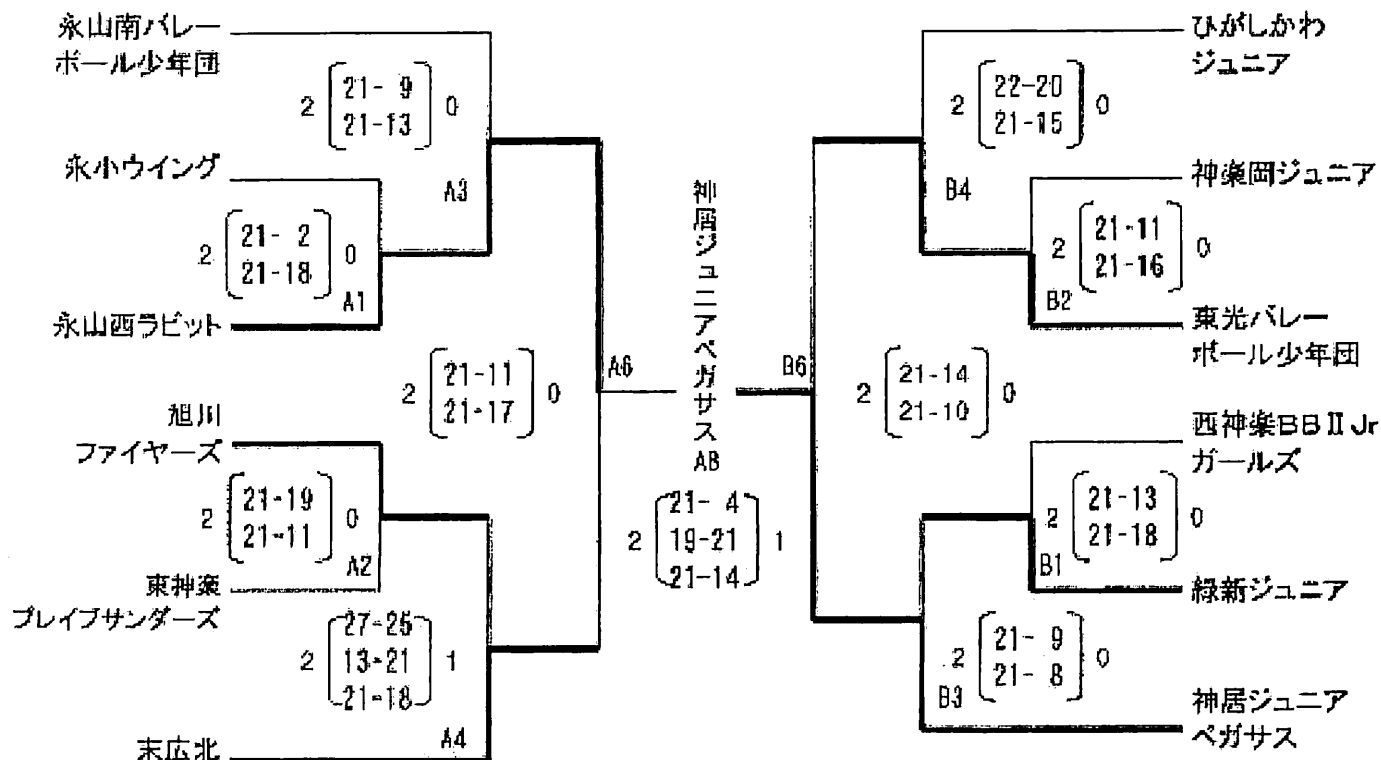 永山南バレー
ボール少年団
2
21- 9
21-13
0
A3
永小ウイング
2
21- 2
21-18
0
A1
永山西ラビット
2
21-11
21-17
0
A6
旭川
ファイヤーズ
2
21-19
21-11
0
A2
東神楽
ブレイブサンダーズ
2
27-25
13-21
21-18
1
A4
末広北
神居ジュニアペガサス
A8
2
21- 4
19-21
21-14
1
ひがしかわ
ジュニア
2
22-20
21-15
0
B4
神楽岡ジュニア
2
21-11
21-16
0
B2
東光バレー
ボール少年団
B6
2
21-14
21-10
0
西神楽BBⅡJr
ガールズ
2
21-13
21-18
0
B1
緑新ジュニア
2
21- 9
21- 8
0
B3
神居ジュニア
ペガサス